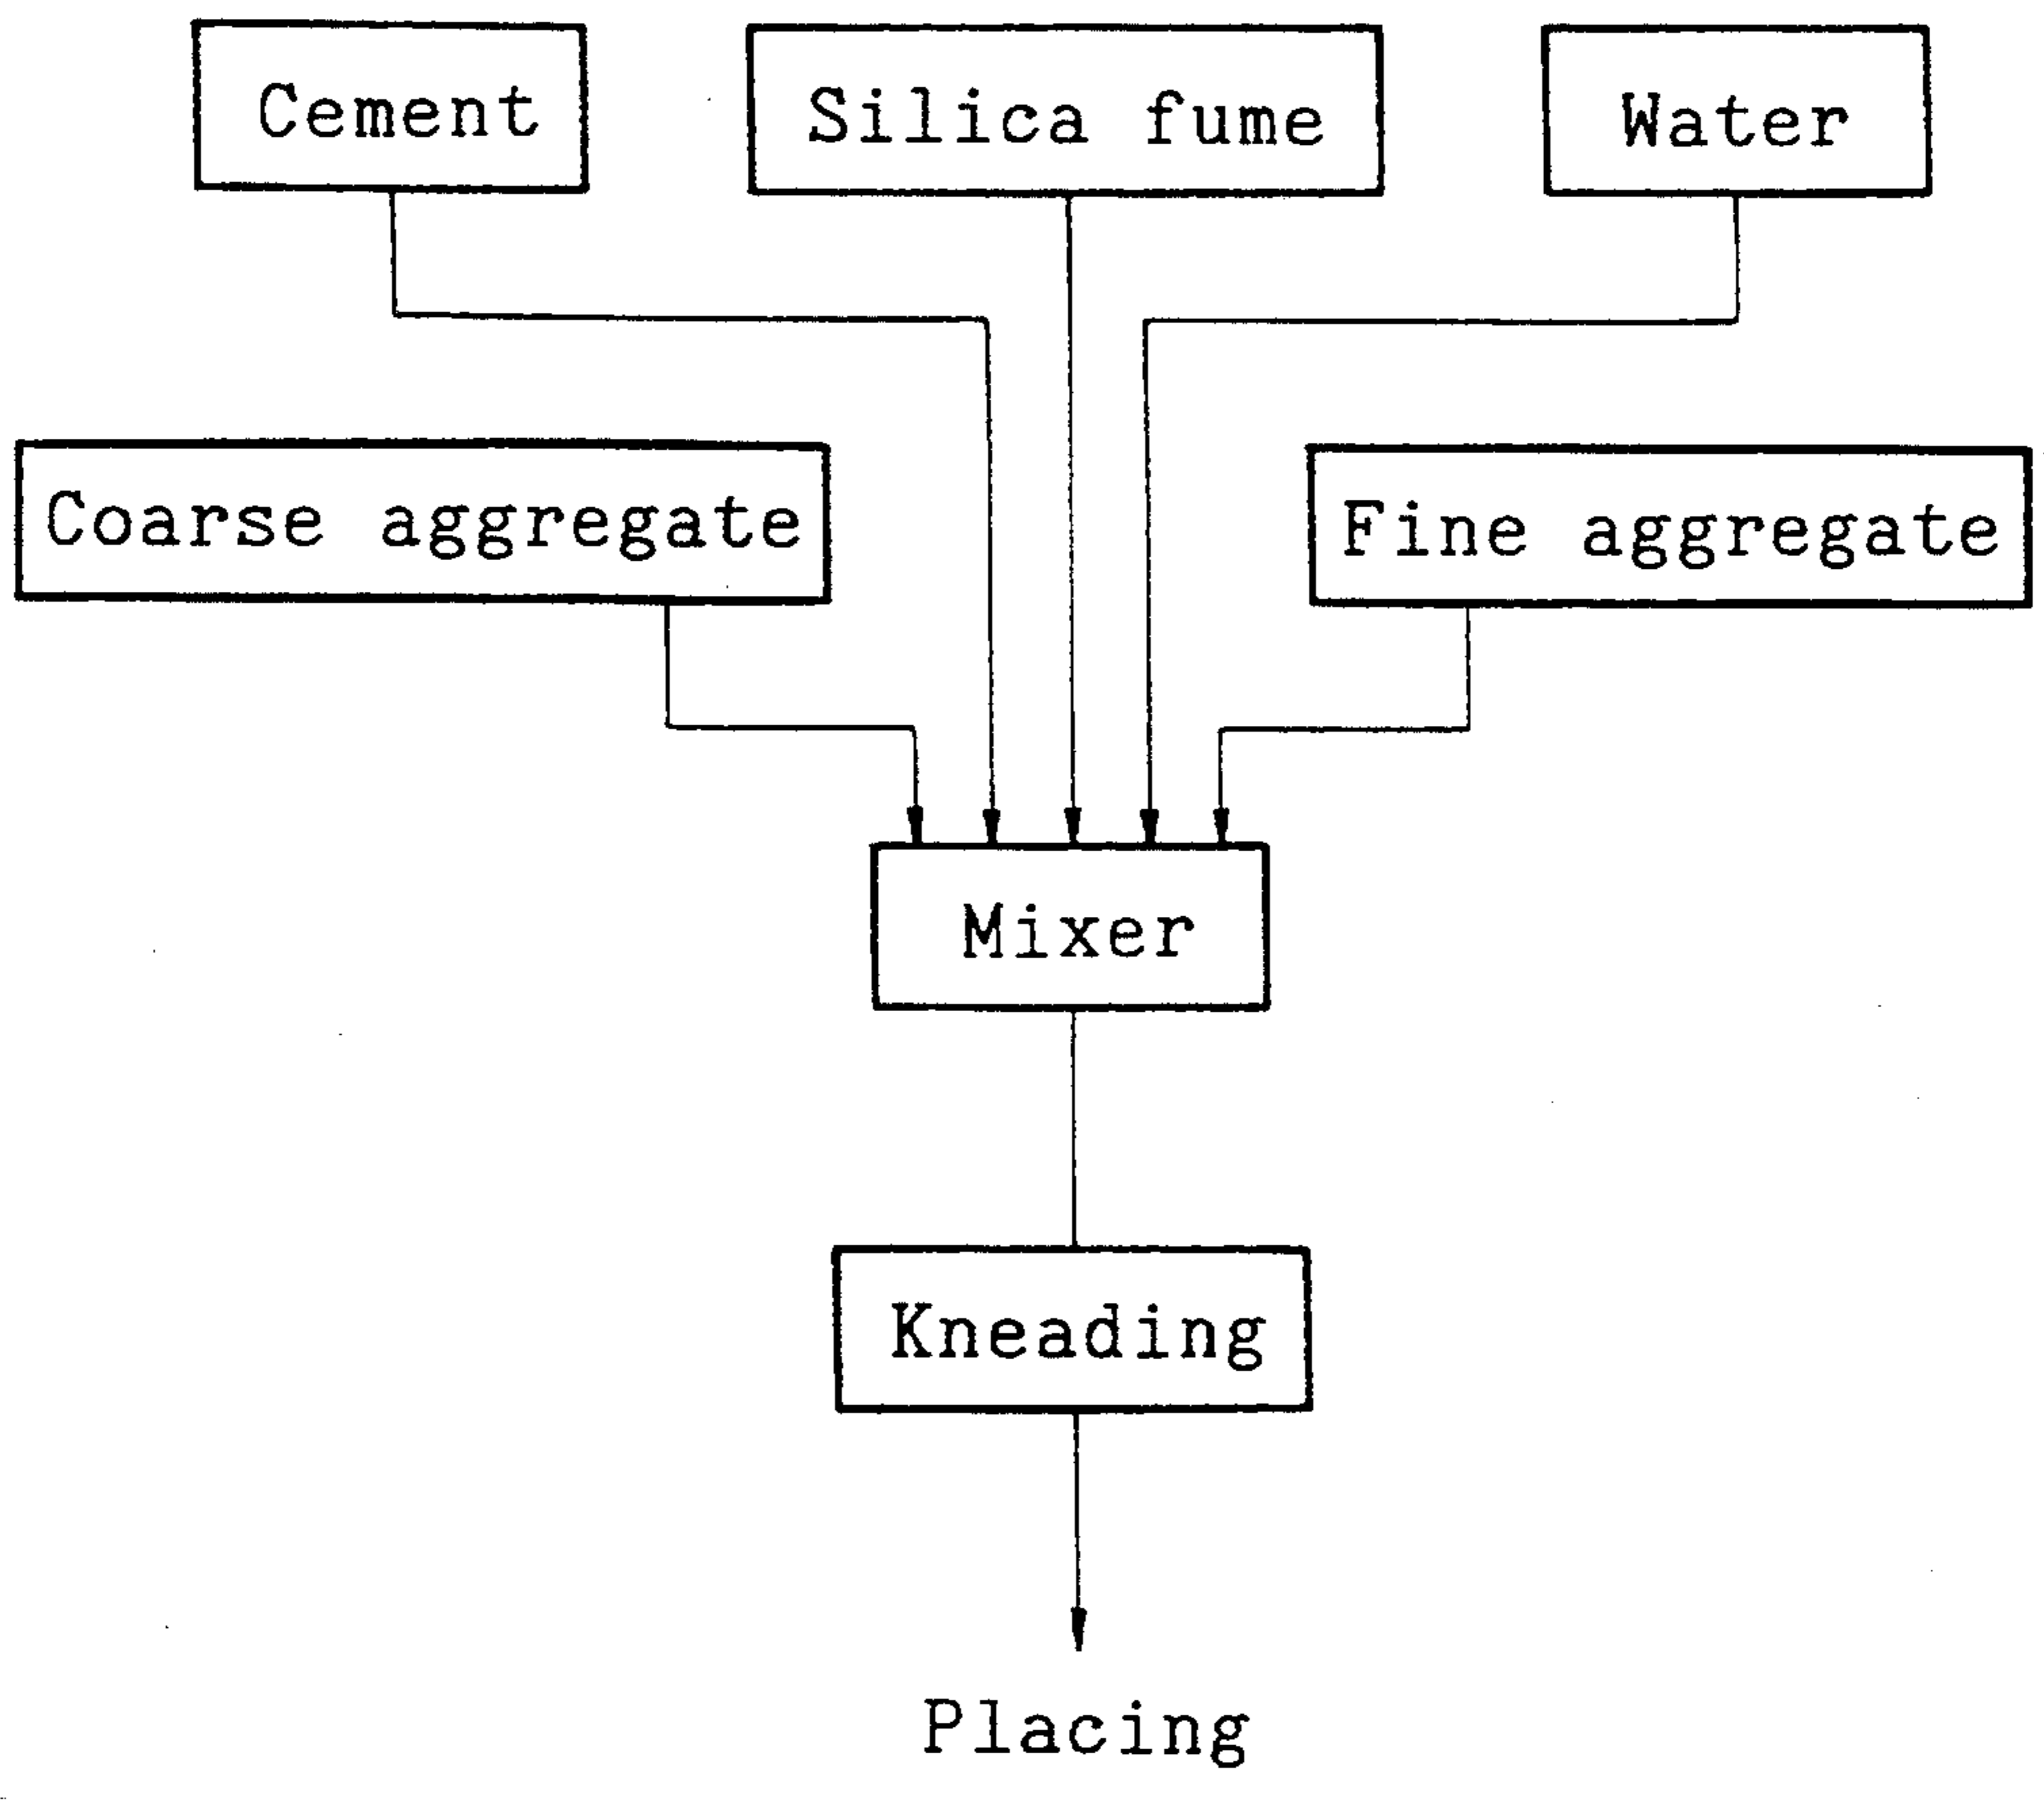 Cement
Silica fume
Water
Coarse aggregate
Fine aggregate
Mixer
Kneading
Placing